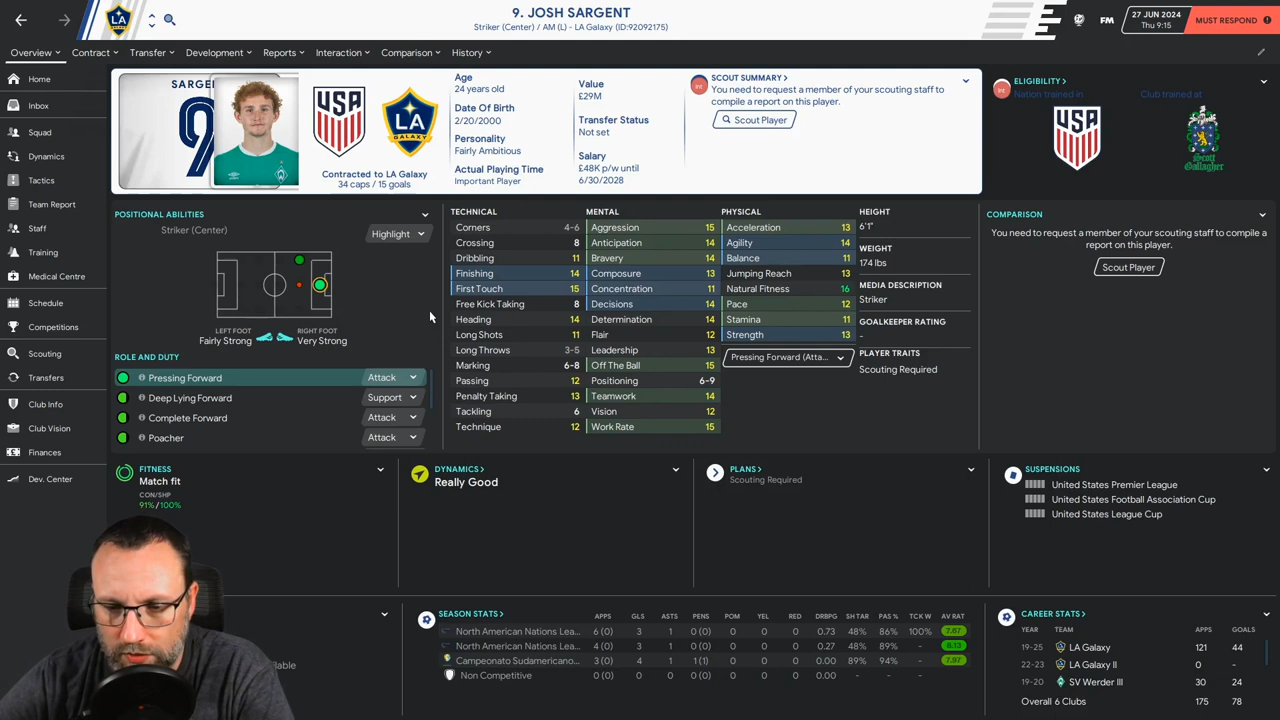 9. JOSH SARGENT
Striker (Center) / AM (L) - LA Galaxy (ID:92092175)
FM
27 JUN 2024
Thu 9:15
MUST RESPOND
Overview
Contract
Transfer
Development
Reports
Interaction
Comparison
History
Home
Inbox
Squad
Dynamics
Tactics
Team Report
Staff
Training
Medical Centre
Schedule
Competitions
Scouting
Transfers
Club Info
Club Vision
Finances
Dev. Center
SARGE
9
USA
LA
GALAXY
Contracted to LA Galaxy
34 caps / 15 goals
Age
24 years old
Date Of Birth
2/20/2000
Personality
Fairly Ambitious
Actual Playing Time
Important Player
Value
£29M
Transfer Status
Not set
Salary
£48K p/w until
6/30/2028
Int
SCOUT SUMMARY>
You need to request a member of your scouting staff to
compile a report on this player.
Scout Player
Int
ELIGIBILITY>
Nation trained in
Club trained at
USA
Scott
Gallagher
POSITIONAL ABILITIES
Striker (Center)
Highlight
LEFT FOOT
Fairly Strong
RIGHT FOOT
Very Strong
ROLE AND DUTY
Pressing Forward Attack
Deep Lying Forward Support
Complete Forward Attack
Poacher Attack
TECHNICAL
Corners 4-6
Crossing 8
Dribbling 11
Finishing 14
First Touch 15
Free Kick Taking 8
Heading 14
Long Shots 11
Long Throws 3-5
Marking 6-8
Passing 12
Penalty Taking 13
Tackling 6
Technique 12
MENTAL
Aggression 15
Anticipation 14
Bravery 14
Composure 13
Concentration 11
Decisions 14
Determination 14
Flair 12
Leadership 13
Off The Ball 15
Positioning 6-9
Teamwork 14
Vision 12
Work Rate 15
PHYSICAL
Acceleration 13
Agility 14
Balance 11
Jumping Reach 13
Natural Fitness 16
Pace 12
Stamina 11
Strength 13
Pressing Forward (Atta...
HEIGHT
6'1"
WEIGHT
174 lbs
MEDIA DESCRIPTION
Striker
GOALKEEPER RATING
-
PLAYER TRAITS
Scouting Required
COMPARISON
You need to request a member of your scouting staff to compile a
report on this player.
Scout Player
FITNESS
Match fit
CON/SHP
91% / 100%
DYNAMICS>
Really Good
PLANS>
Scouting Required
SUSPENSIONS
United States Premier League
United States Football Association Cup
United States League Cup
ilable
SEASON STATS> APPS GLS ASTS PENS POM YEL RED DRBPG SH TAR PAS % TCK W AV RAT
North American Nations Lea... 6 (0) 3 1 0 (0) 0 0 0 0.73 48% 86% 100% 7.67
North American Nations Lea... 4 (0) 3 1 0 (0) 0 0 0 0.27 48% 89% - 8.13
Campeonato Sudamericano... 3 (0) 4 1 1 (1) 0 0 0 0.00 89% 94% - 7.97
Non Competitive 0 (0) 0 0 0 (0) 0 0 0 0.00 - - - -
CAREER STATS>
YEAR TEAM APPS GOALS
19-25 LA Galaxy 121 44
22-23 LA Galaxy II 0 -
19-20 SV Werder III 30 24
Overall 6 Clubs 175 78